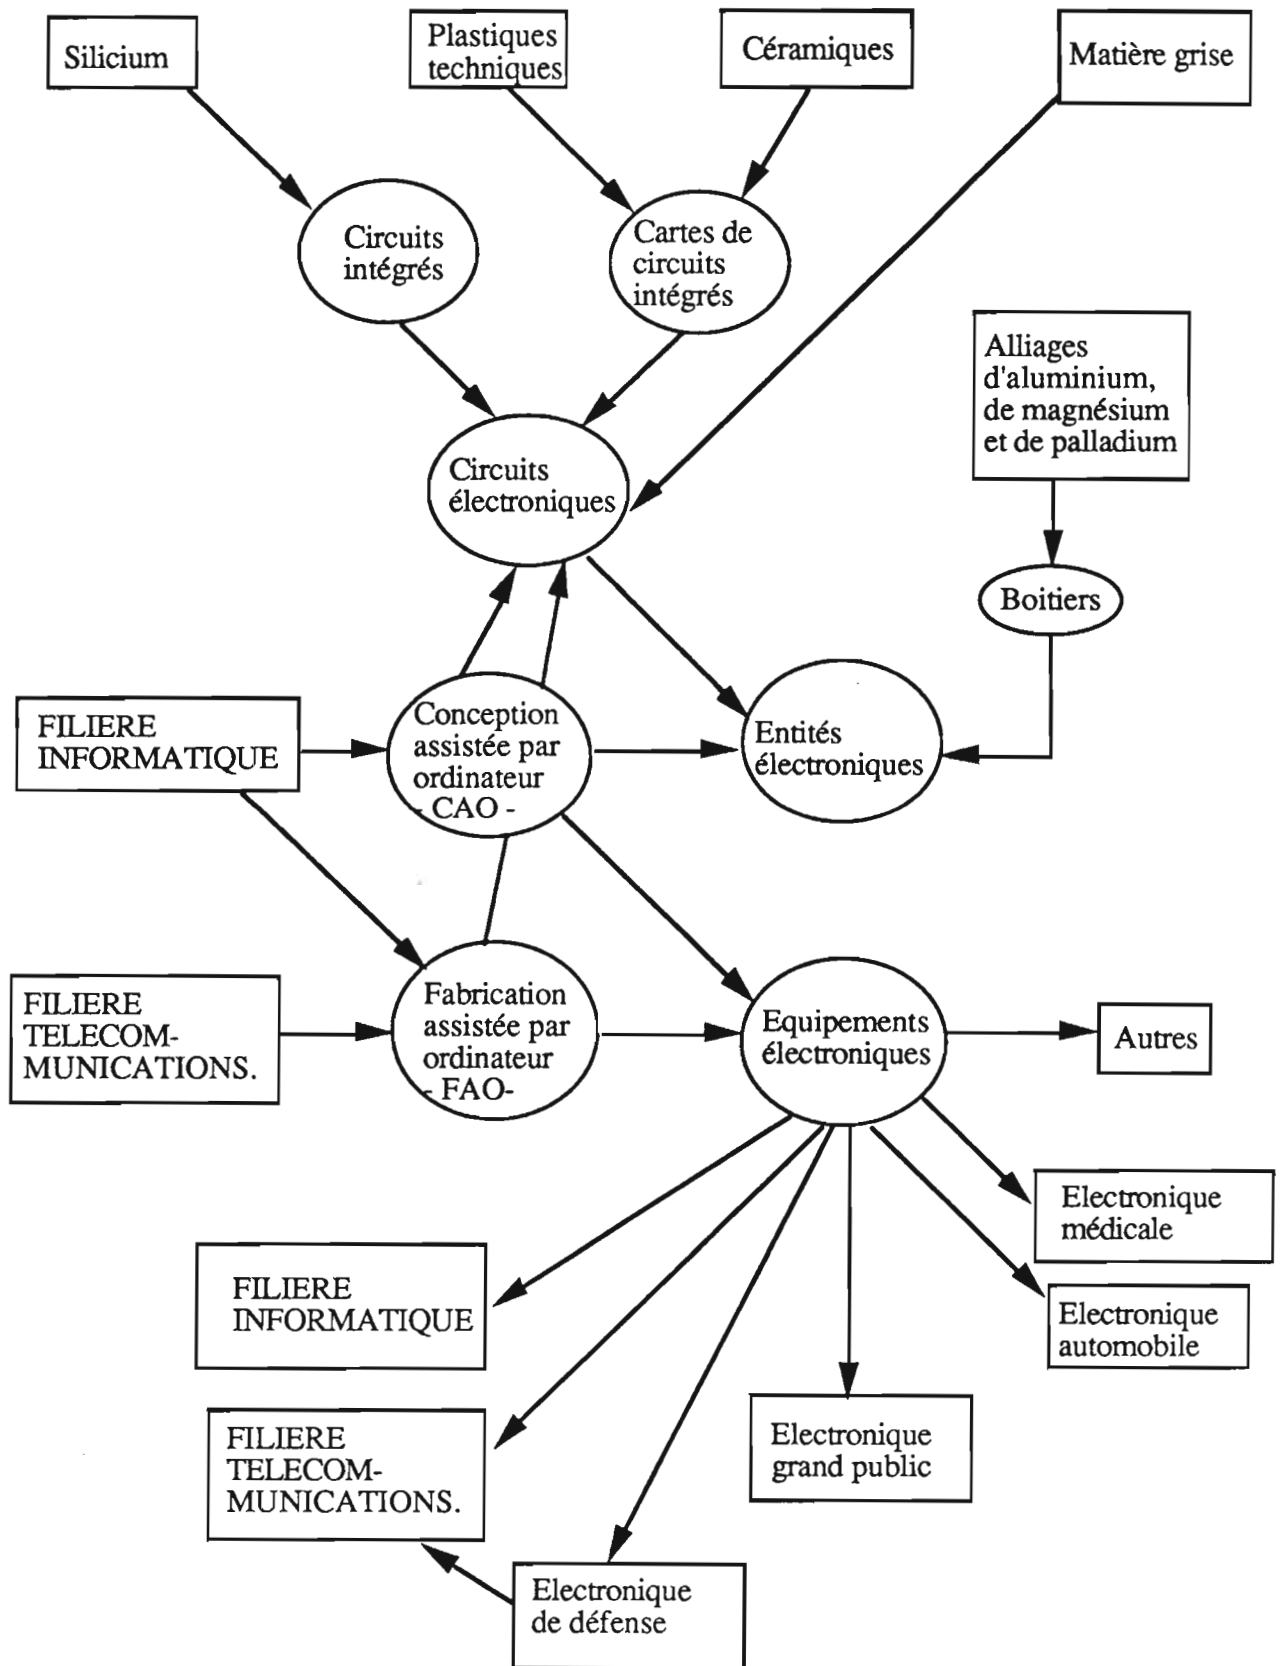 Silicium
Plastiques
techniques
Céramiques
Matière grise
Circuits
intégrés
Cartes de
circuits
intégrés
Alliages
d'aluminium,
de magnésium
et de palladium
Circuits
électroniques
Boitiers
FILIERE
INFORMATIQUE
Conception
assistée par
ordinateur
- CAO -
Entités
électroniques
FILIERE
TELECOM-
MUNICATIONS.
Fabrication
assistée par
ordinateur
- FAO-
Equipements
électroniques
Autres
Electronique
médicale
FILIERE
INFORMATIQUE
Electronique
automobile
FILIERE
TELECOM-
MUNICATIONS.
Electronique
grand public
Electronique
de défense